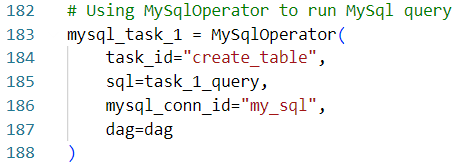 182 # Using MySqlOperator to run MySql query
183 mysql_task_1 = MySqlOperator(
184     task_id="create_table",
185     sql=task_1_query,
186     mysql_conn_id="my_sql",
187     dag=dag
188 )